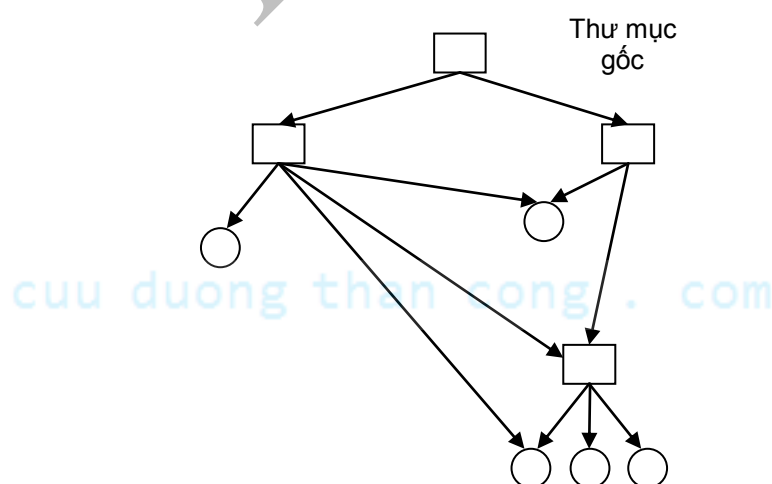 Thư mục
gốc
cuu duong than cong . com